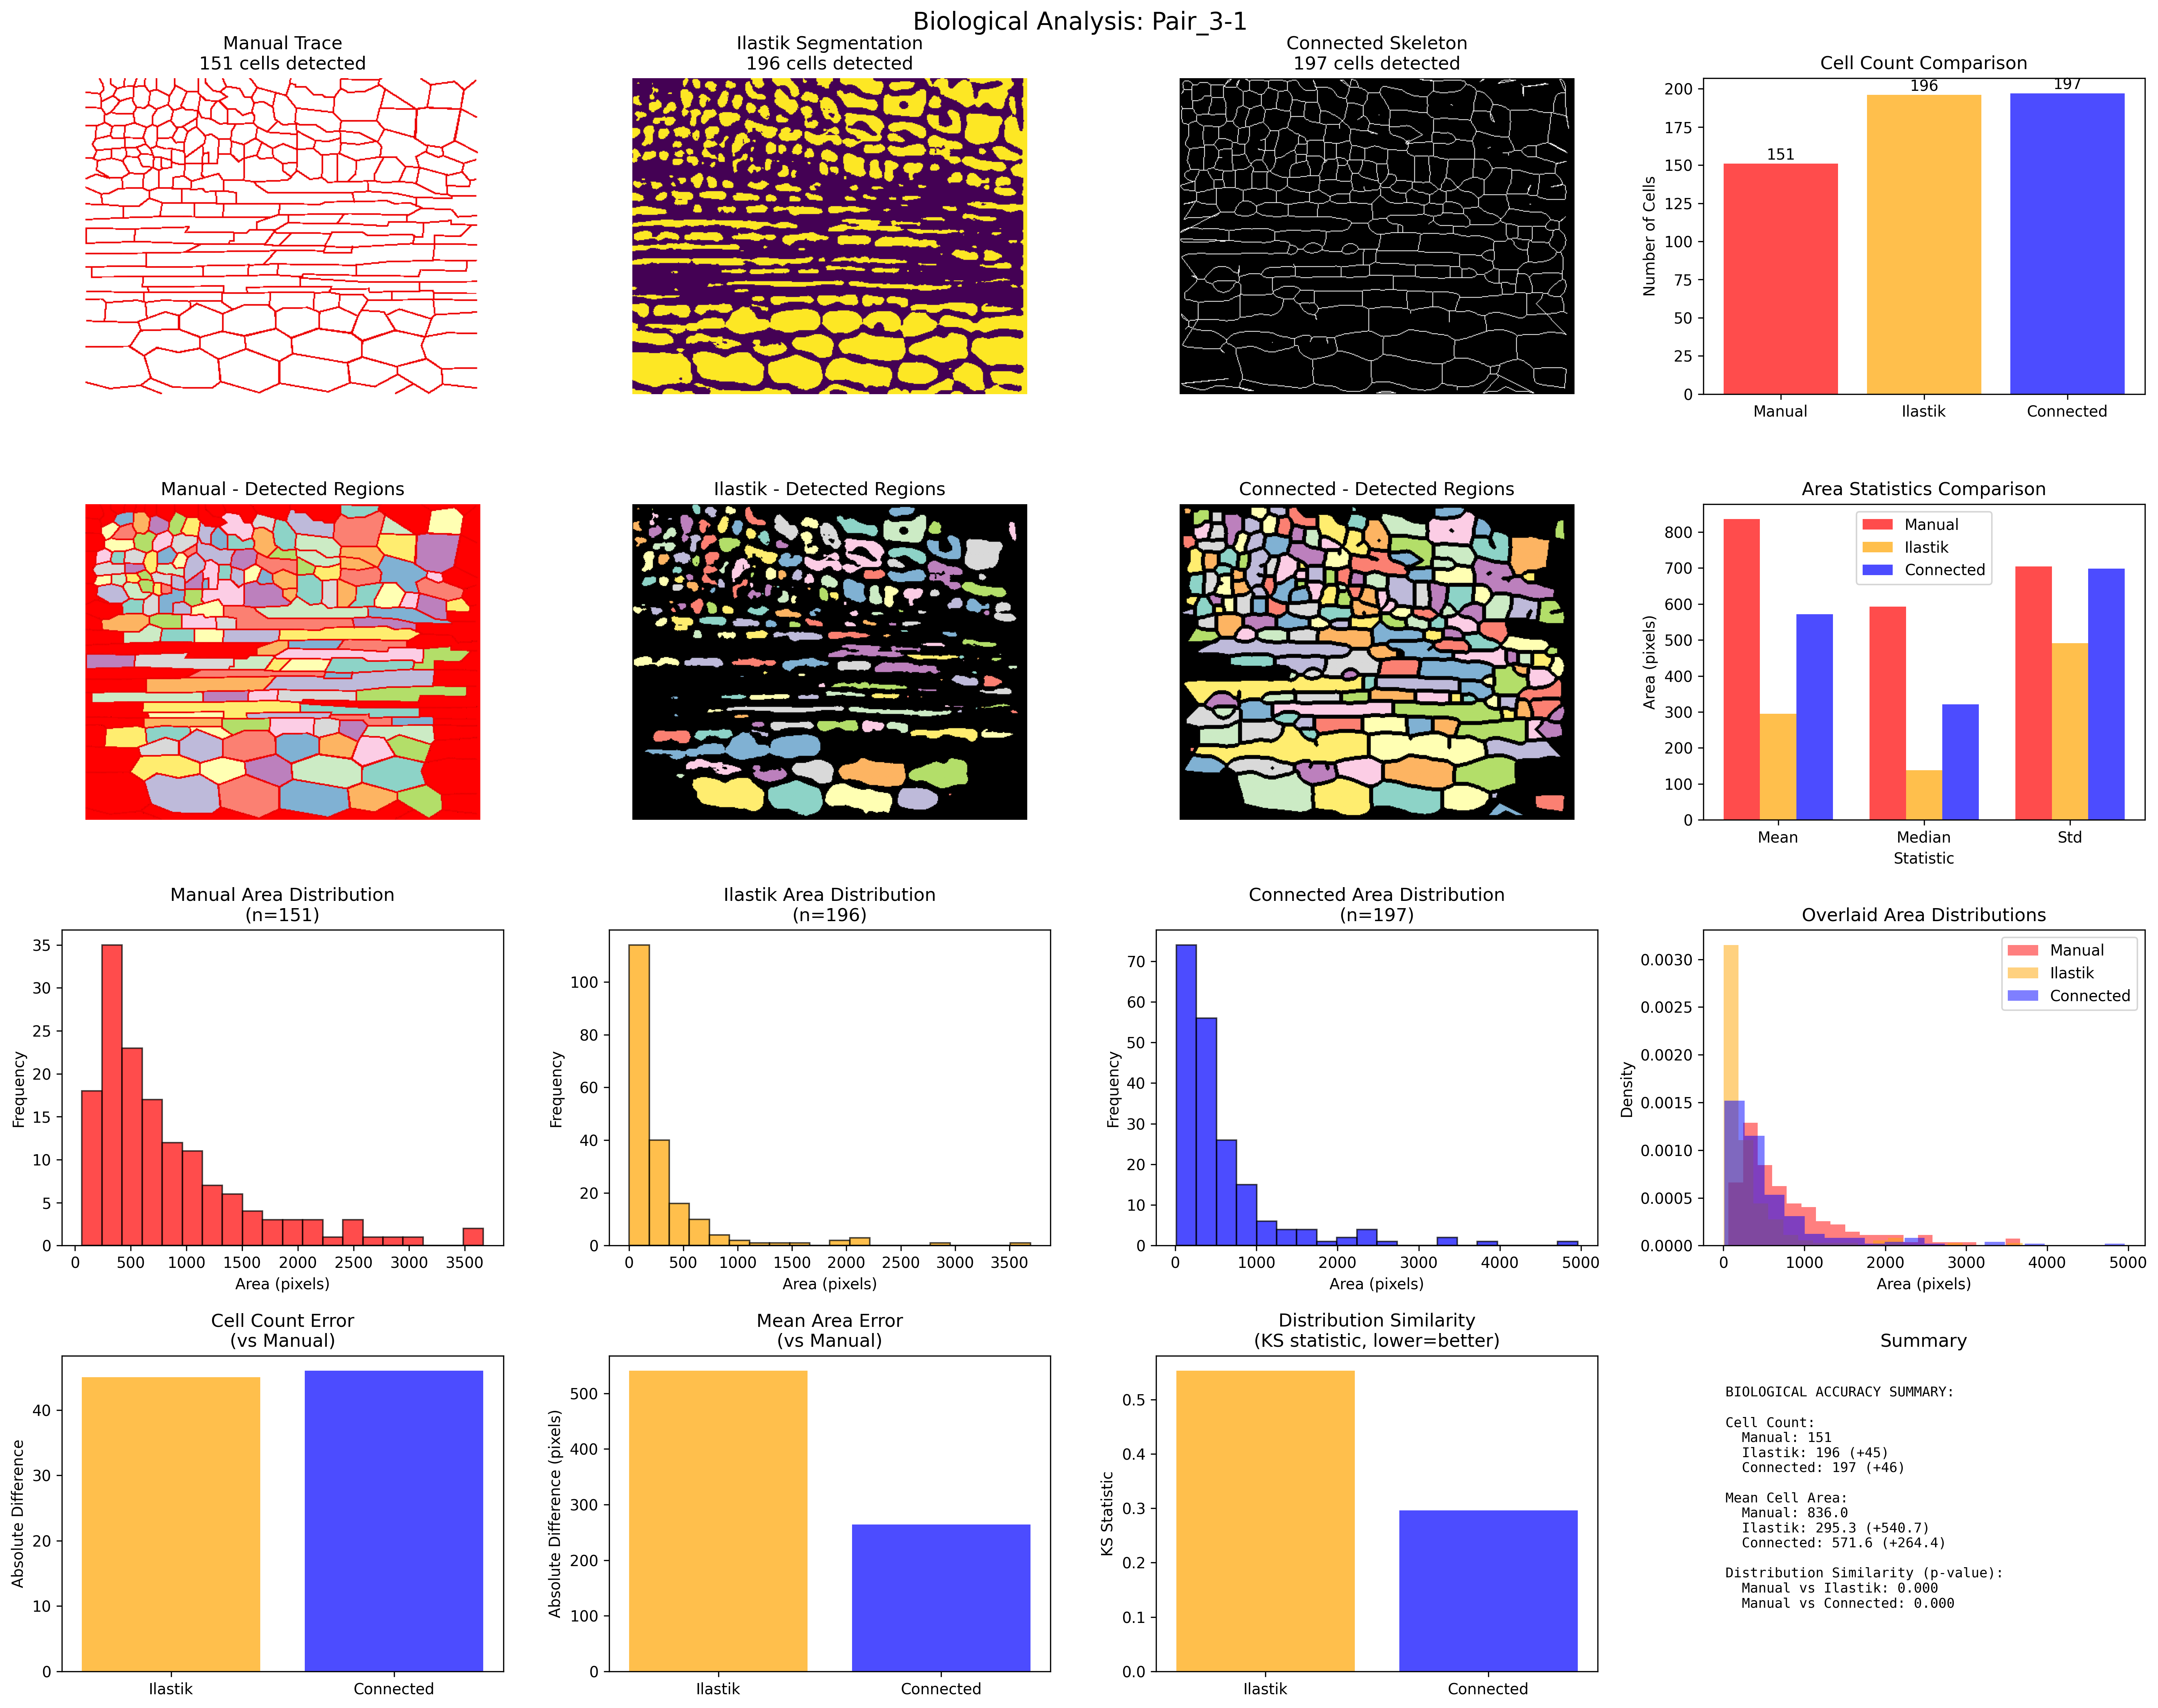 Biological Analysis: Pair_3-1
Manual Trace
151 cells detected
Ilastik Segmentation
196 cells detected
Connected Skeleton
197 cells detected
Cell Count Comparison
Number of Cells
200
175
150
125
100
75
50
25
0
151
196
197
Manual
Ilastik
Connected
Manual - Detected Regions
Ilastik - Detected Regions
Connected - Detected Regions
Area Statistics Comparison
Area (pixels)
800
700
600
500
400
300
200
100
0
Manual
Ilastik
Connected
Mean
Median
Std
Statistic
Manual Area Distribution
(n=151)
Frequency
35
30
25
20
15
10
5
0
0
500
1000
1500
2000
2500
3000
3500
Area (pixels)
Ilastik Area Distribution
(n=196)
Frequency
100
80
60
40
20
0
0
500
1000
1500
2000
2500
3000
3500
Area (pixels)
Connected Area Distribution
(n=197)
Frequency
70
60
50
40
30
20
10
0
0
1000
2000
3000
4000
5000
Area (pixels)
Overlaid Area Distributions
Density
0.0030
0.0025
0.0020
0.0015
0.0010
0.0005
0.0000
Manual
Ilastik
Connected
0
1000
2000
3000
4000
5000
Area (pixels)
Cell Count Error
(vs Manual)
Absolute Difference
40
30
20
10
0
Ilastik
Connected
Mean Area Error
(vs Manual)
Absolute Difference (pixels)
500
400
300
200
100
0
Ilastik
Connected
Distribution Similarity
(KS statistic, lower=better)
KS Statistic
0.5
0.4
0.3
0.2
0.1
0.0
Ilastik
Connected
Summary
BIOLOGICAL ACCURACY SUMMARY:
Cell Count:
Manual: 151
Ilastik: 196 (+45)
Connected: 197 (+46)
Mean Cell Area:
Manual: 836.0
Ilastik: 295.3 (+540.7)
Connected: 571.6 (+264.4)
Distribution Similarity (p-value):
Manual vs Ilastik: 0.000
Manual vs Connected: 0.000